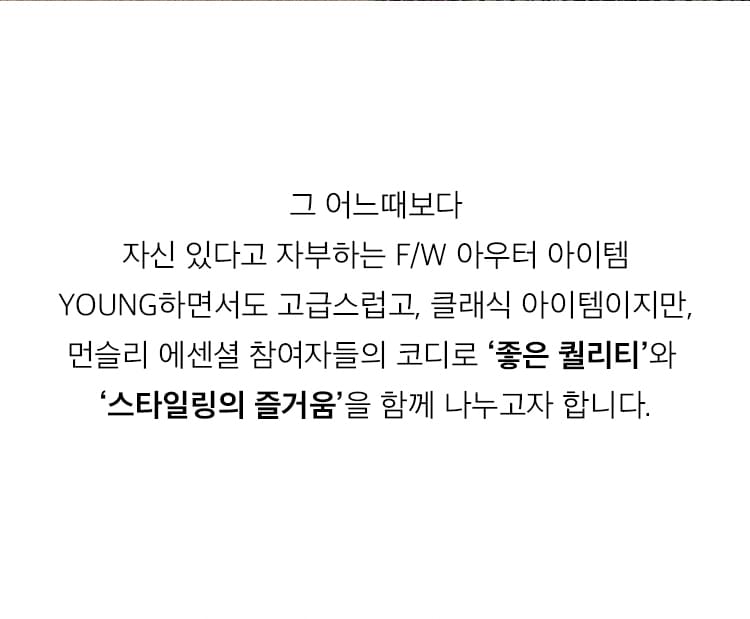 그 어느때보다
자신 있다고 자부하는 F/W 아우터 아이템
YOUNG하면서도 고급스럽고, 클래식 아이템이지만,
먼슬리 에센셜 참여자들의 코디로 ‘좋은 퀄리티’와
‘스타일링의 즐거움’을 함께 나누고자 합니다.